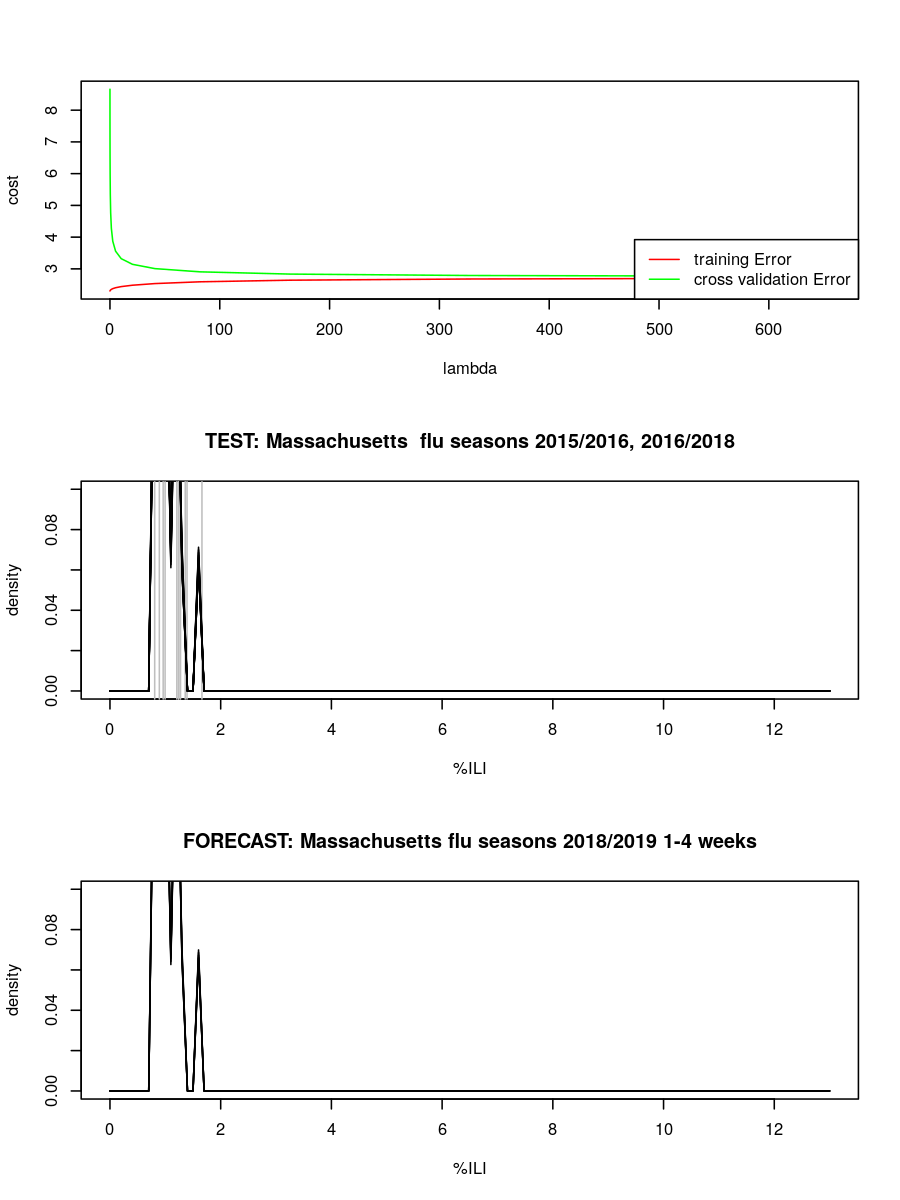 cost
8
7
6
5
4
3
training Error
cross validation Error
0 100 200 300 400 500 600
lambda
TEST: Massachusetts  flu seasons 2015/2016, 2016/2018
density
0.08
0.04
0.00
0 2 4 6 8 10 12
%ILI
FORECAST: Massachusetts flu seasons 2018/2019 1-4 weeks
density
0.08
0.04
0.00
0 2 4 6 8 10 12
%ILI